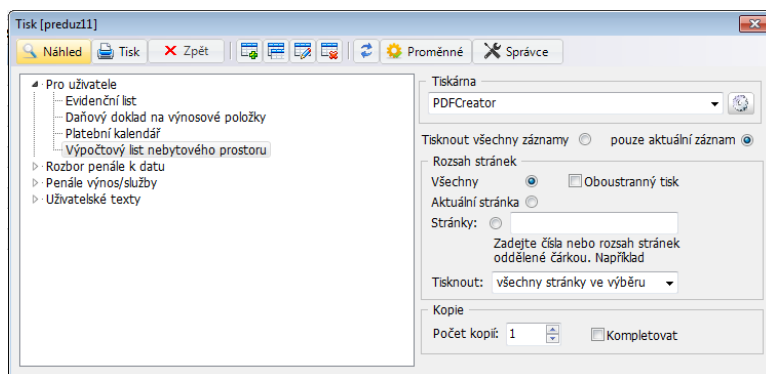 Tisk [preduz11]
Náhled Tisk Zpět Proměnné Správce
Pro uživatele
Evidenční list
Daňový doklad na výnosové položky
Platební kalendář
Výpočtový list nebytového prostoru
Rozbor penále k datu
Penále výnos/služby
Uživatelské texty
Tiskárna
PDFCreator
Tisknout všechny záznamy pouze aktuální záznam
Rozsah stránek
Všechny Oboustranný tisk
Aktuální stránka
Stránky:
Zadejte čísla nebo rozsah stránek
oddělené čárkou. Například
Tisknout: všechny stránky ve výběru
Kopie
Počet kopií: 1 Kompletovat